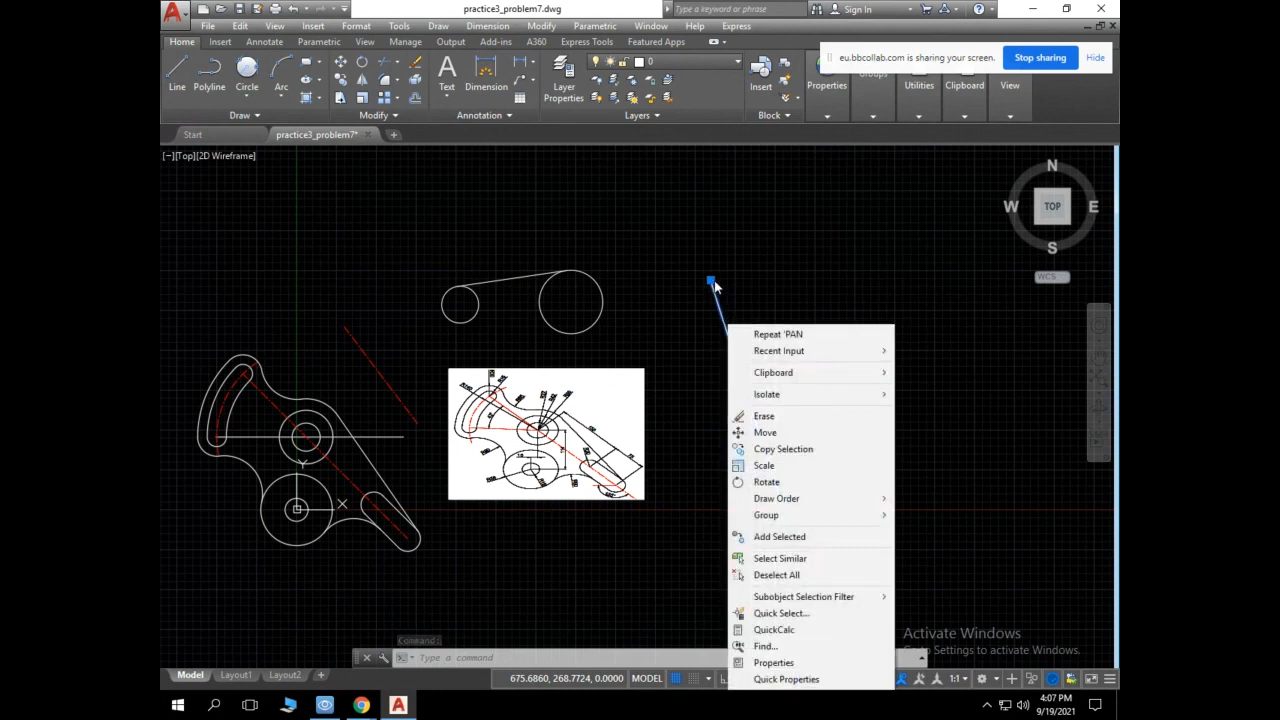 practice3_problem7.dwg
Type a keyword or phrase
Sign In
File Edit View Insert Format Tools Draw Dimension Modify Parametric Window Help Express
Home Insert Annotate Parametric View Manage Output Add-ins A360 Express Tools Featured Apps
eu.bbcollab.com is sharing your screen. Stop sharing Hide
Line Polyline Circle Arc Text Dimension Layer Properties 0 Insert Properties Groups Utilities Clipboard View
Draw Modify Annotation Layers Block
Start practice3_problem7*
[−][Top][2D Wireframe]
N
W TOP E
S
WCS
Y
X
Repeat 'PAN
Recent Input
Clipboard
Isolate
Erase
Move
Copy Selection
Scale
Rotate
Draw Order
Group
Add Selected
Select Similar
Deselect All
Subobject Selection Filter
Quick Select...
QuickCalc
Find...
Properties
Quick Properties
Activate Windows
Go to Settings to activate Windows.
Command:
Type a command
Model Layout1 Layout2
675.6860, 268.7724, 0.0000 MODEL
1:1
4:07 PM
9/19/2021